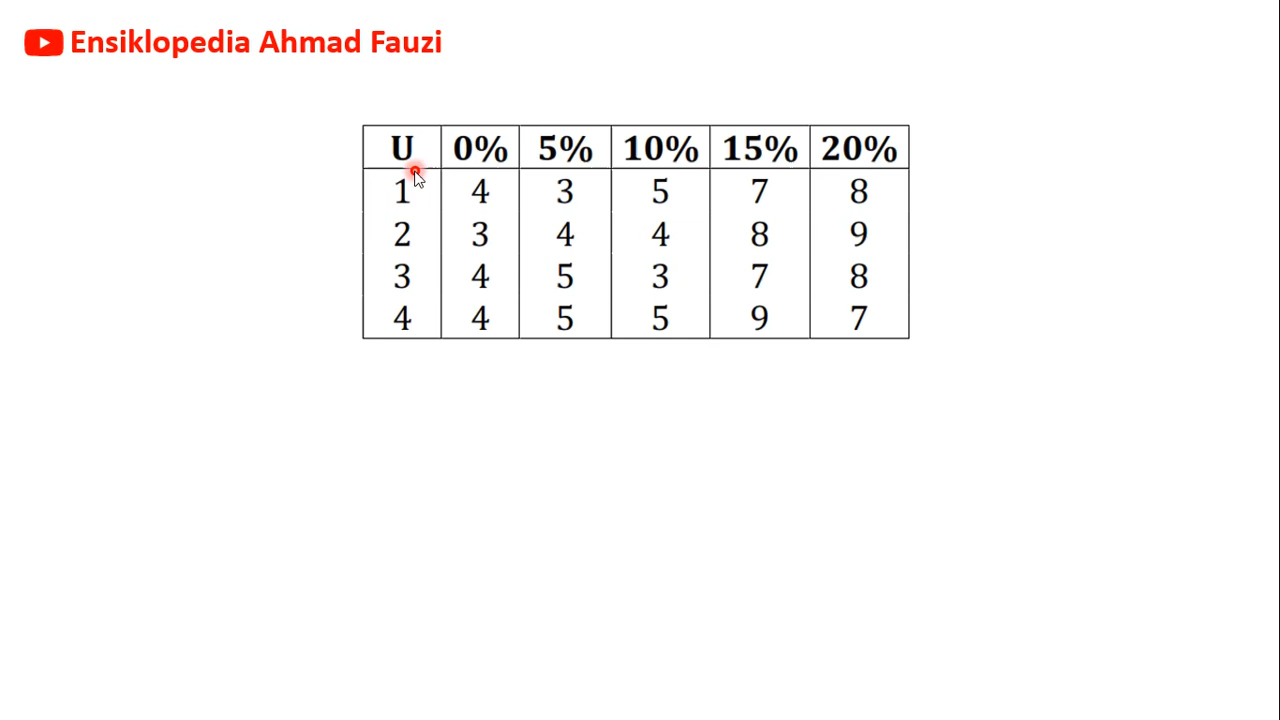 Ensiklopedia Ahmad Fauzi
U 0% 5% 10% 15% 20%
1 4 3 5 7 8
2 3 4 4 8 9
3 4 5 3 7 8
4 4 5 5 9 7